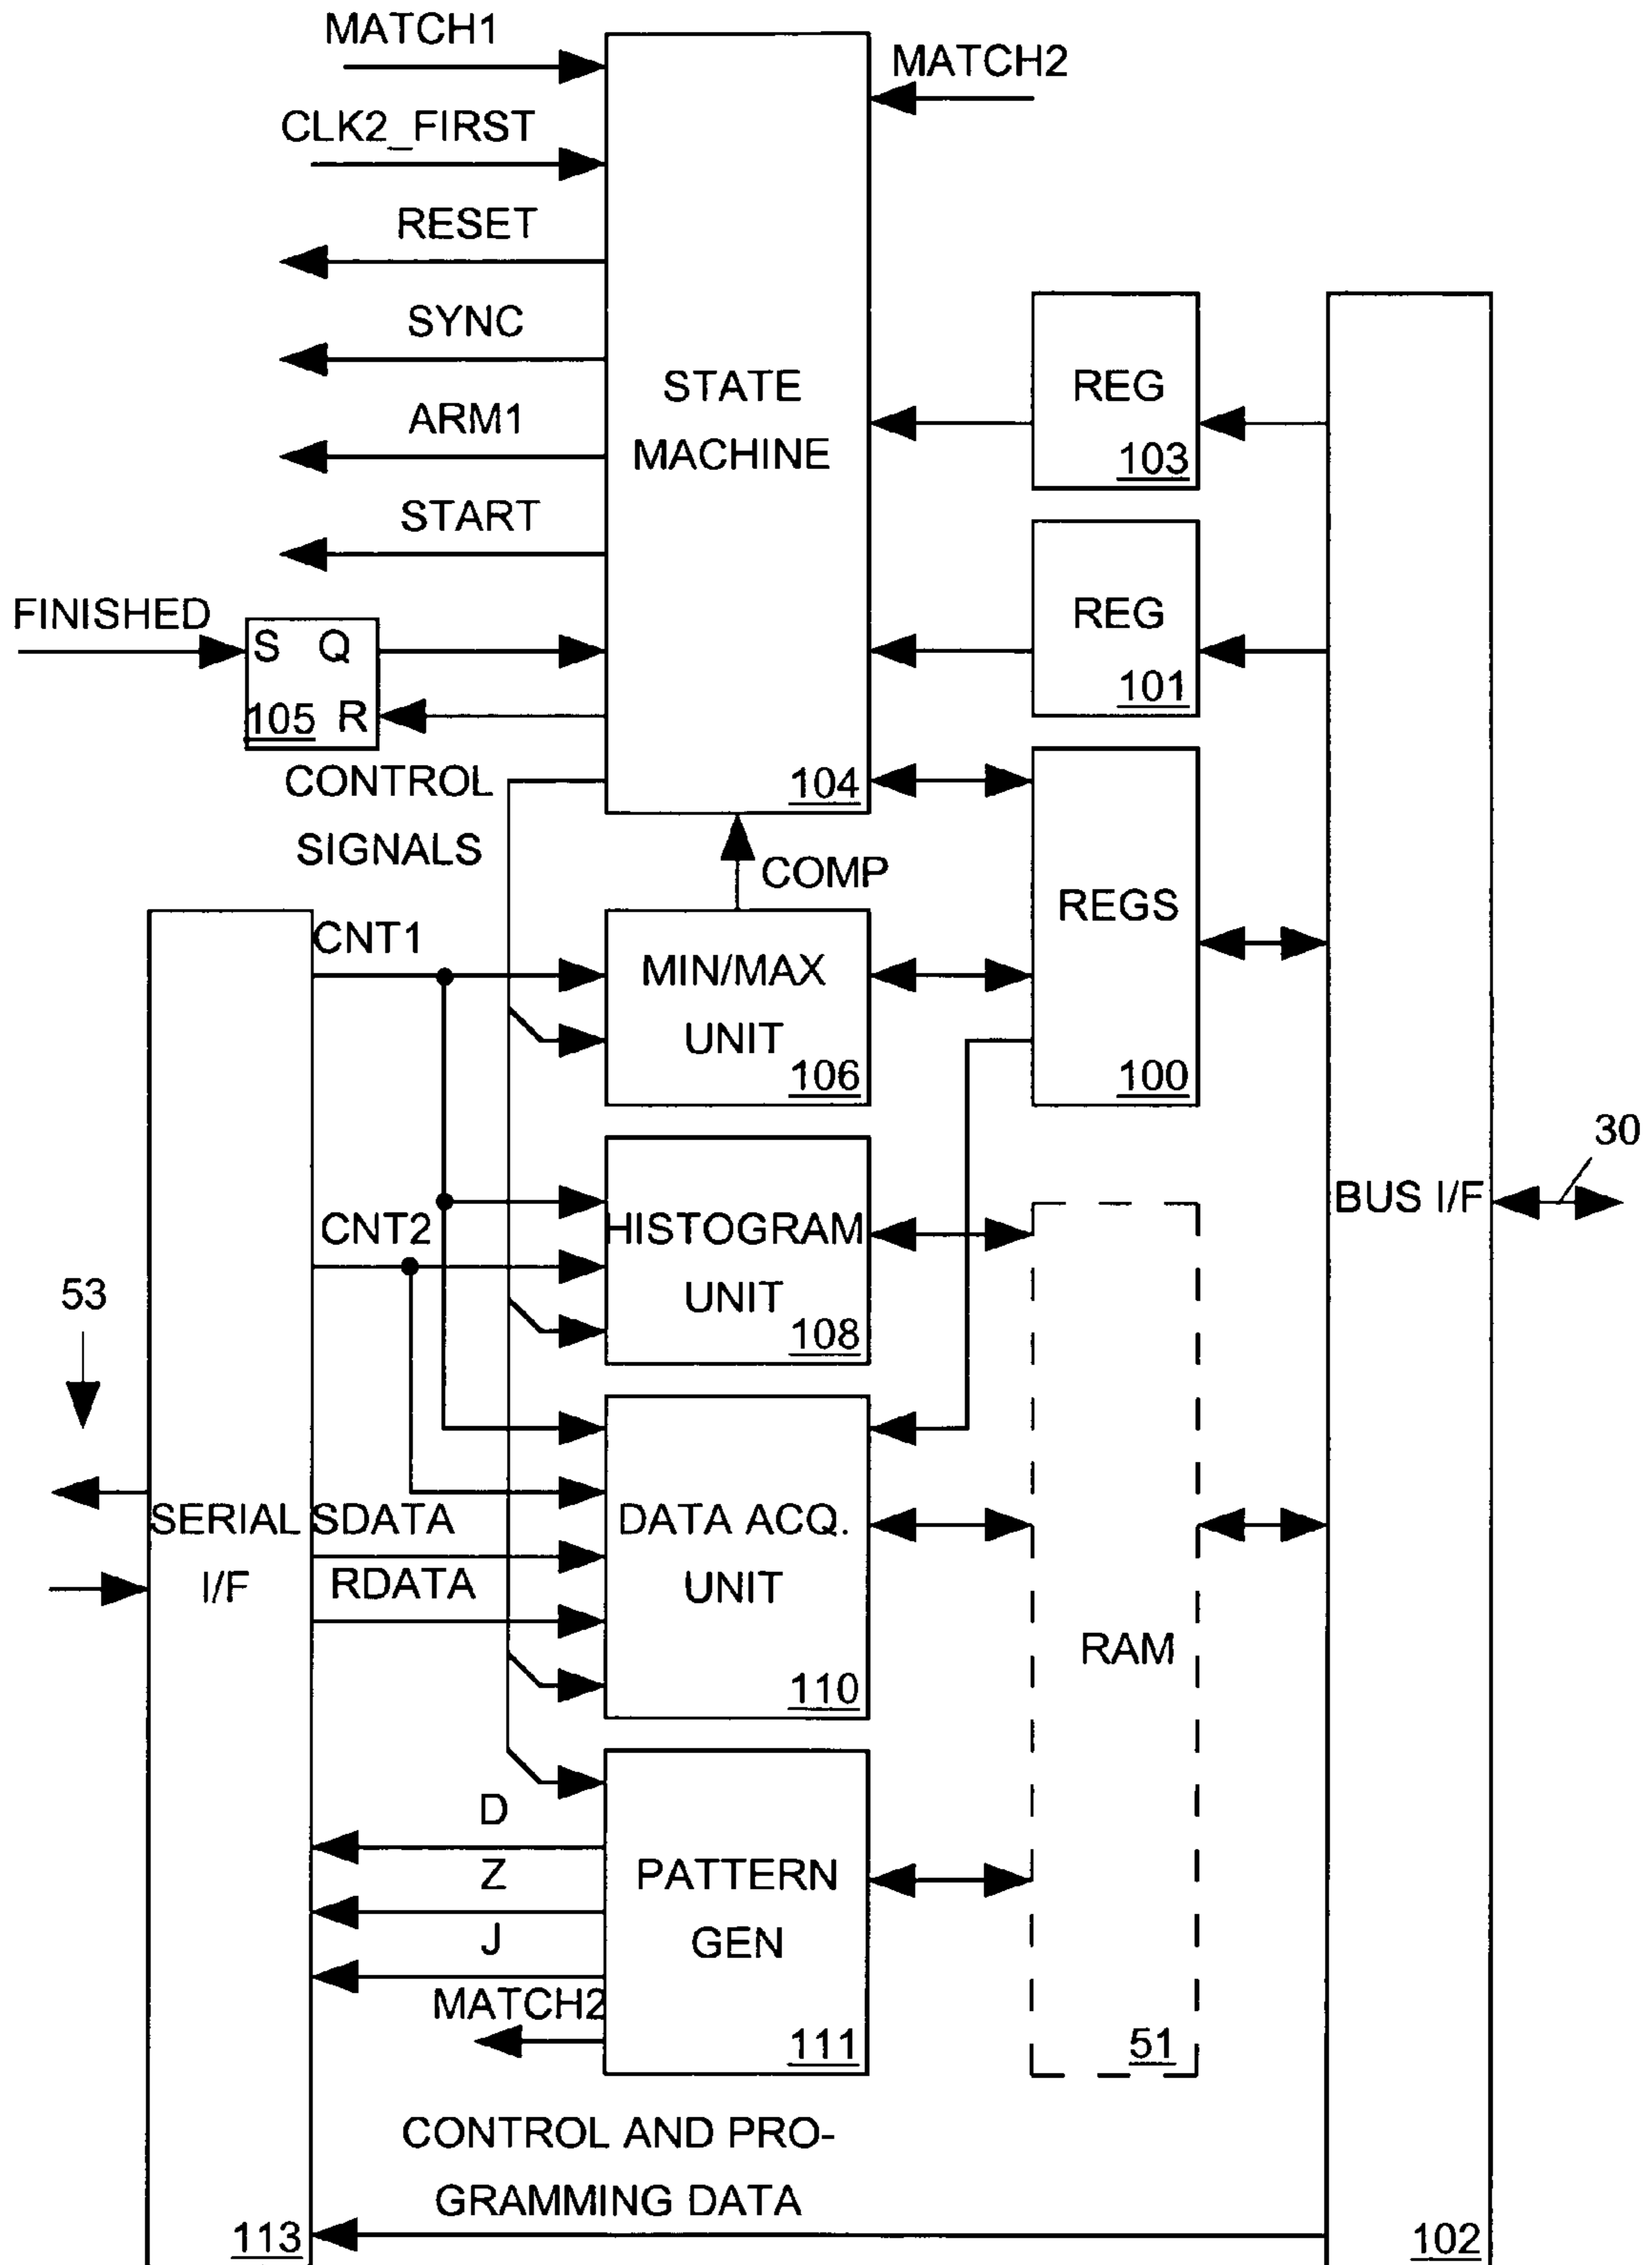 MATCH1
MATCH2
CLK2_FIRST
RESET
SYNC
ARM1
START
STATE
MACHINE
104
REG
103
REG
101
FINISHED
S Q
105 R
CONTROL
SIGNALS
COMP
REGS
100
CNT1
MIN/MAX
UNIT
106
30
BUS I/F
CNT2
HISTOGRAM
UNIT
108
53
SERIAL
I/F
SDATA
RDATA
DATA ACQ.
UNIT
110
RAM
51
D
Z
J
MATCH2
PATTERN
GEN
111
CONTROL AND PRO-
GRAMMING DATA
113
102